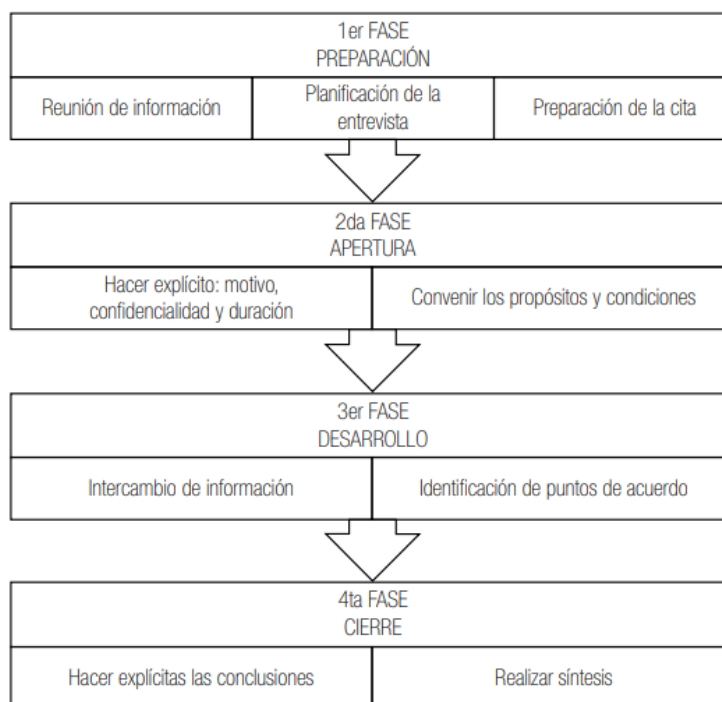 1er FASE
PREPARACIÓN
Reunión de información
Planificación de la
entrevista
Preparación de la cita
2da FASE
APERTURA
Hacer explícito: motivo,
confidencialidad y duración
Convenir los propósitos y condiciones
3er FASE
DESARROLLO
Intercambio de información
Identificación de puntos de acuerdo
4ta FASE
CIERRE
Hacer explícitas las conclusiones
Realizar síntesis